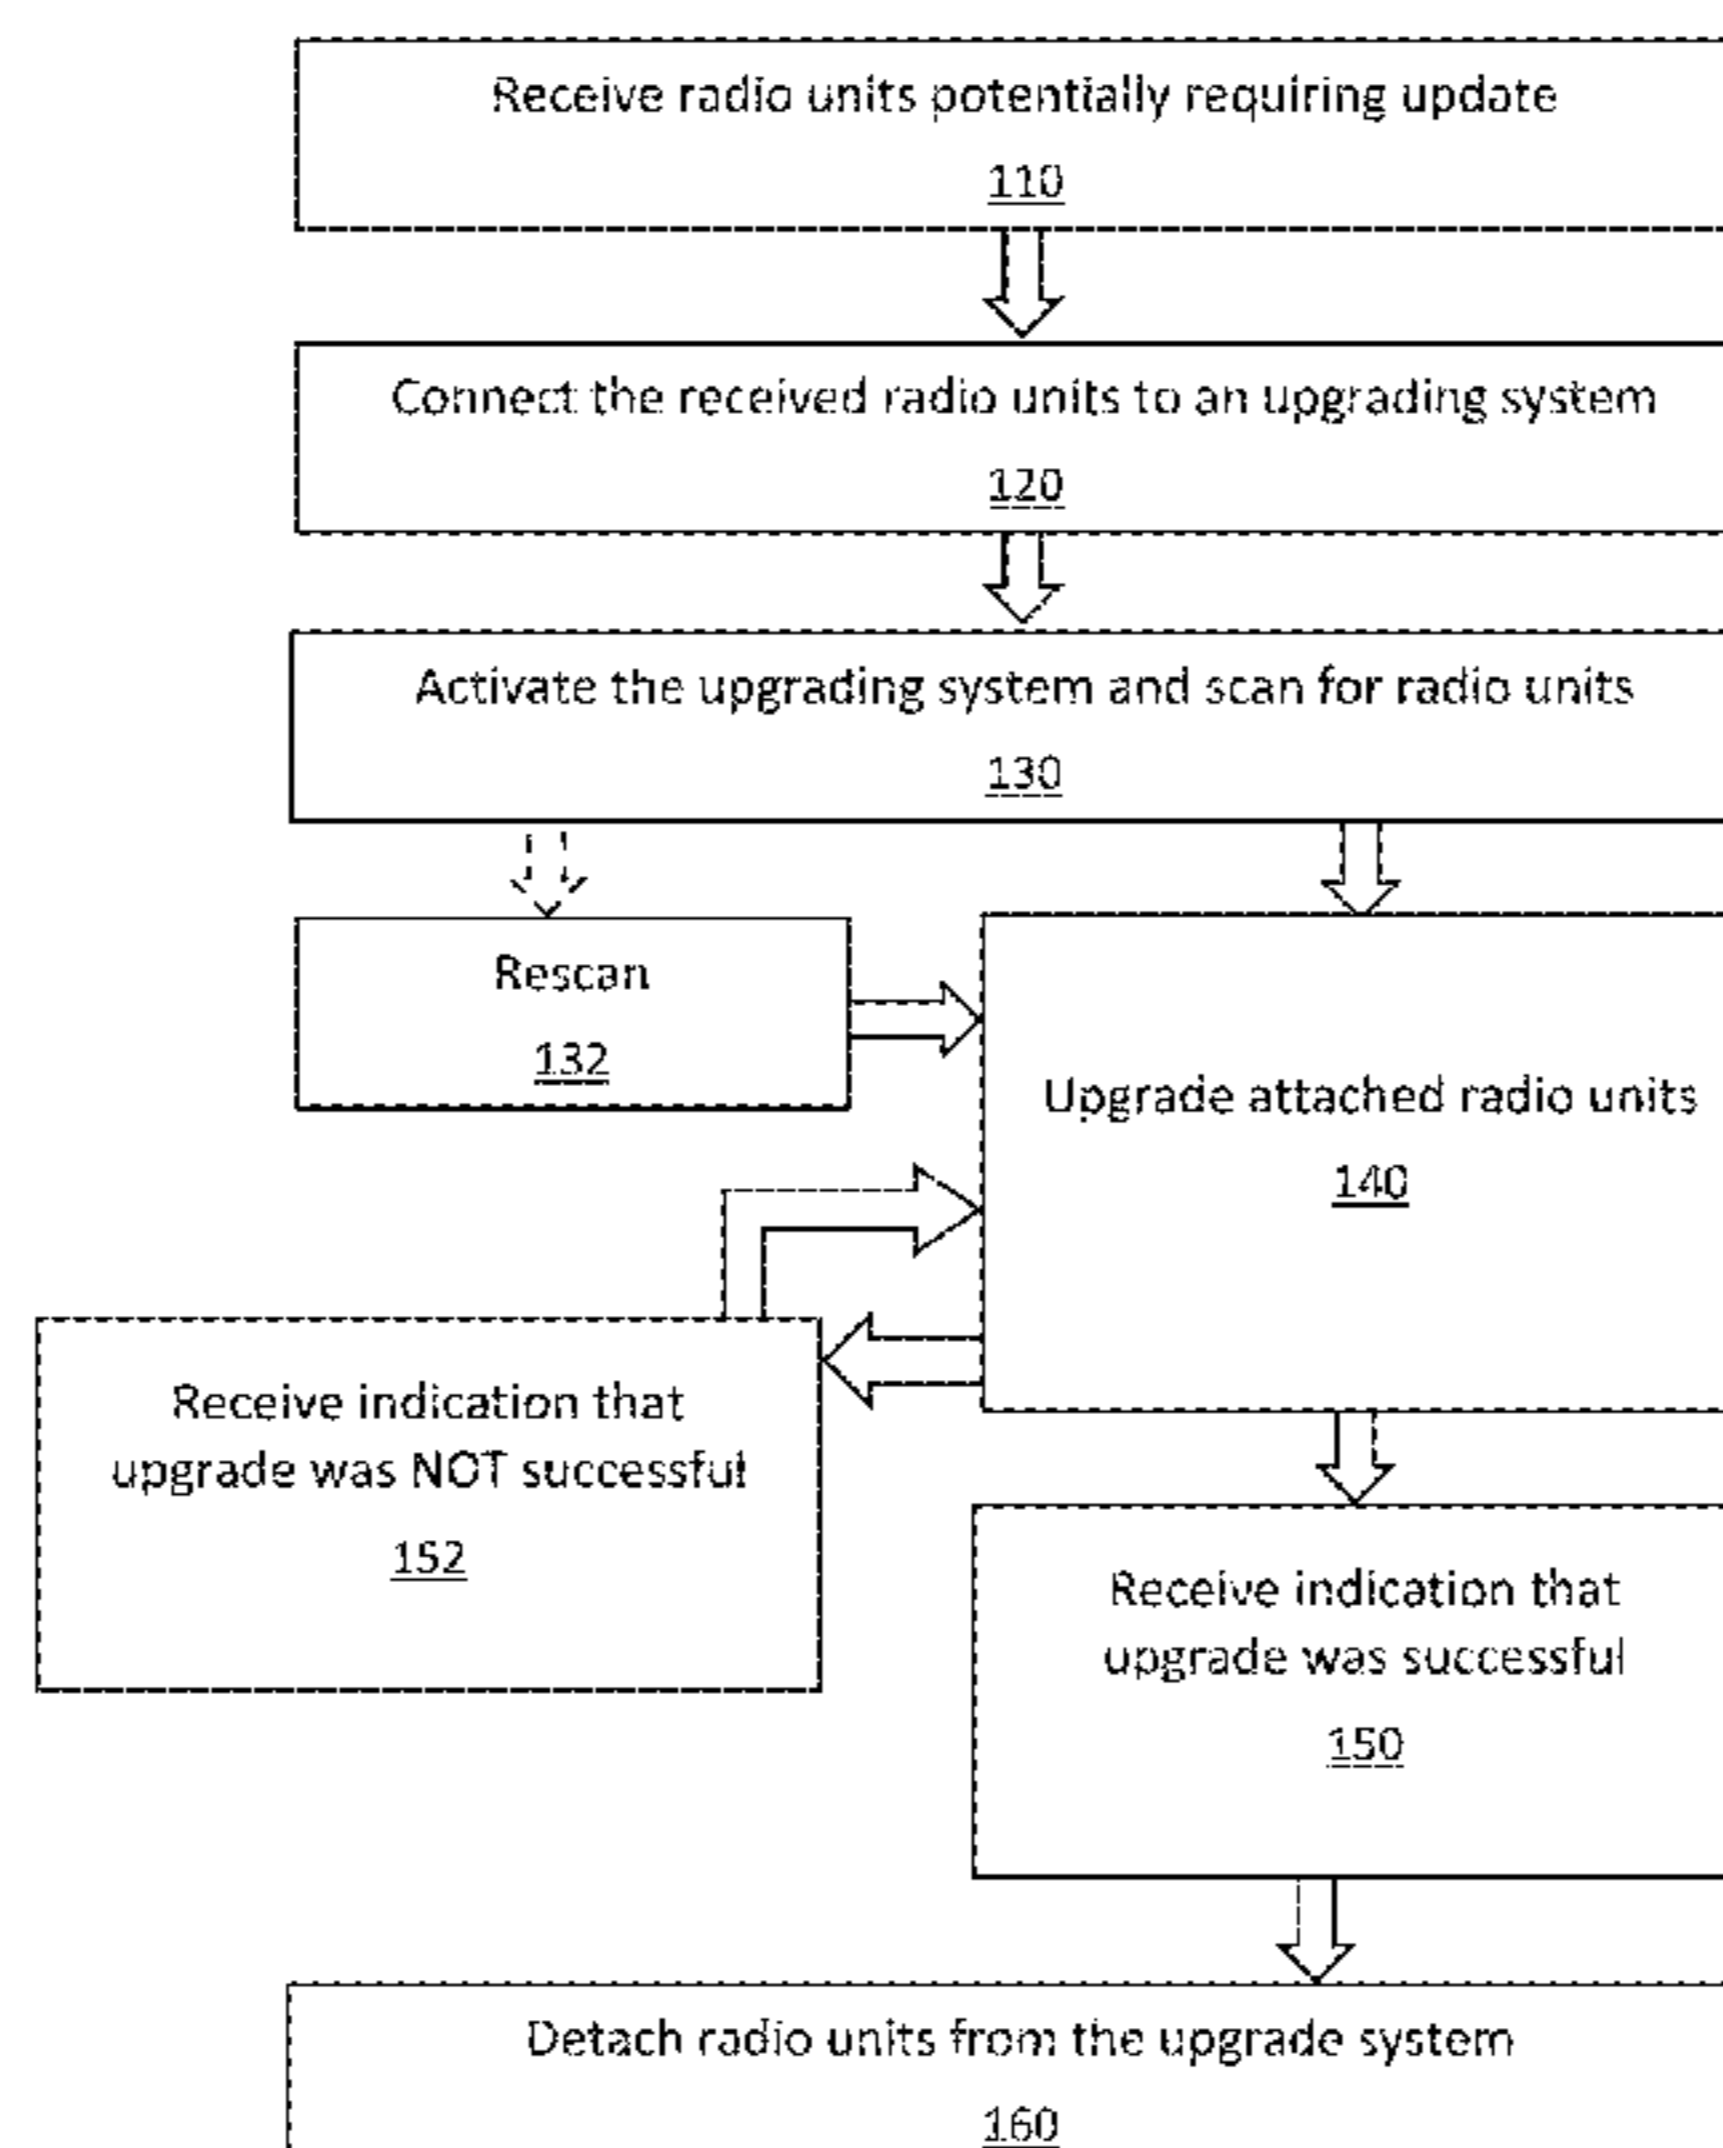 Receive radio units potentially requiring update
110
Connect the received radio units to an upgrading system
120
Activate the upgrading system and scan for radio units
130
Rescan
132
Upgrade attached radio units
140
Receive indication that
upgrade was NOT successful
152
Receive indication that
upgrade was successful
150
Detach radio units from the upgrade system
160